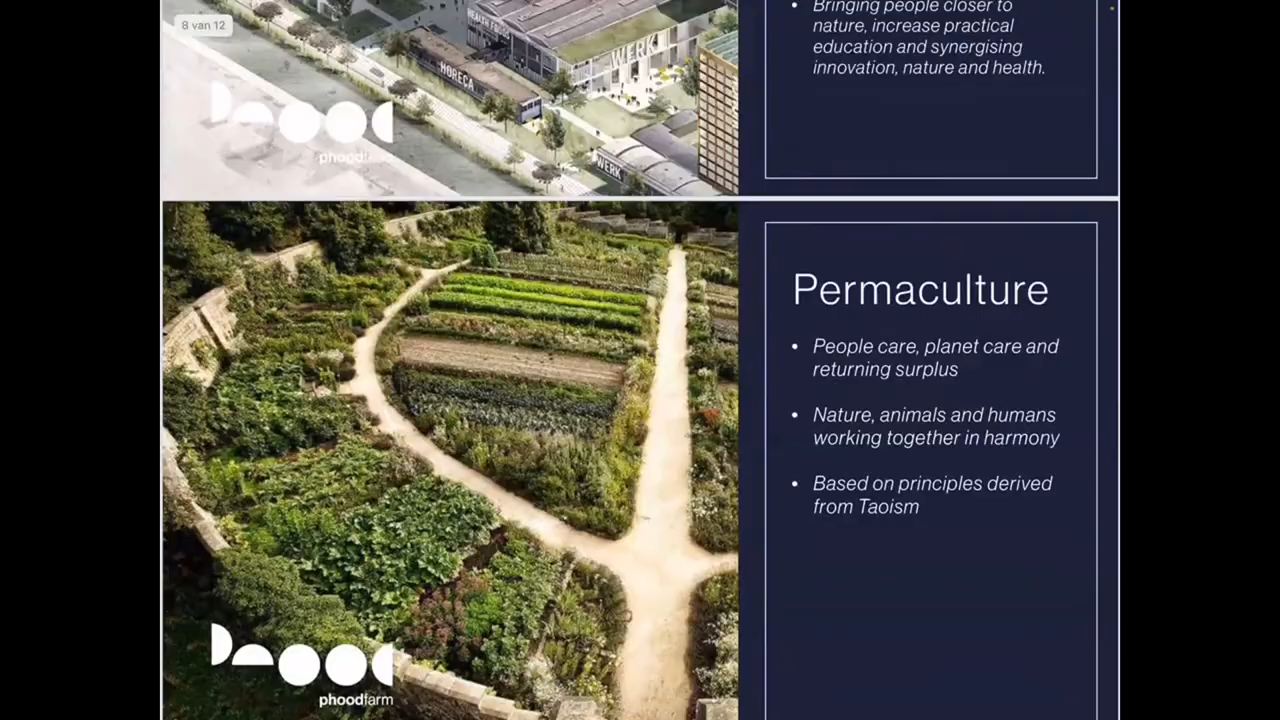 • Bringing people closer to
nature, increase practical
education and synergising
innovation, nature and health.
8 van 12
HEALTH FOODS
WERK
HORECA
WERK
phoodfarm
Permaculture
• People care, planet care and
returning surplus
• Nature, animals and humans
working together in harmony
• Based on principles derived
from Taoism
phoodfarm